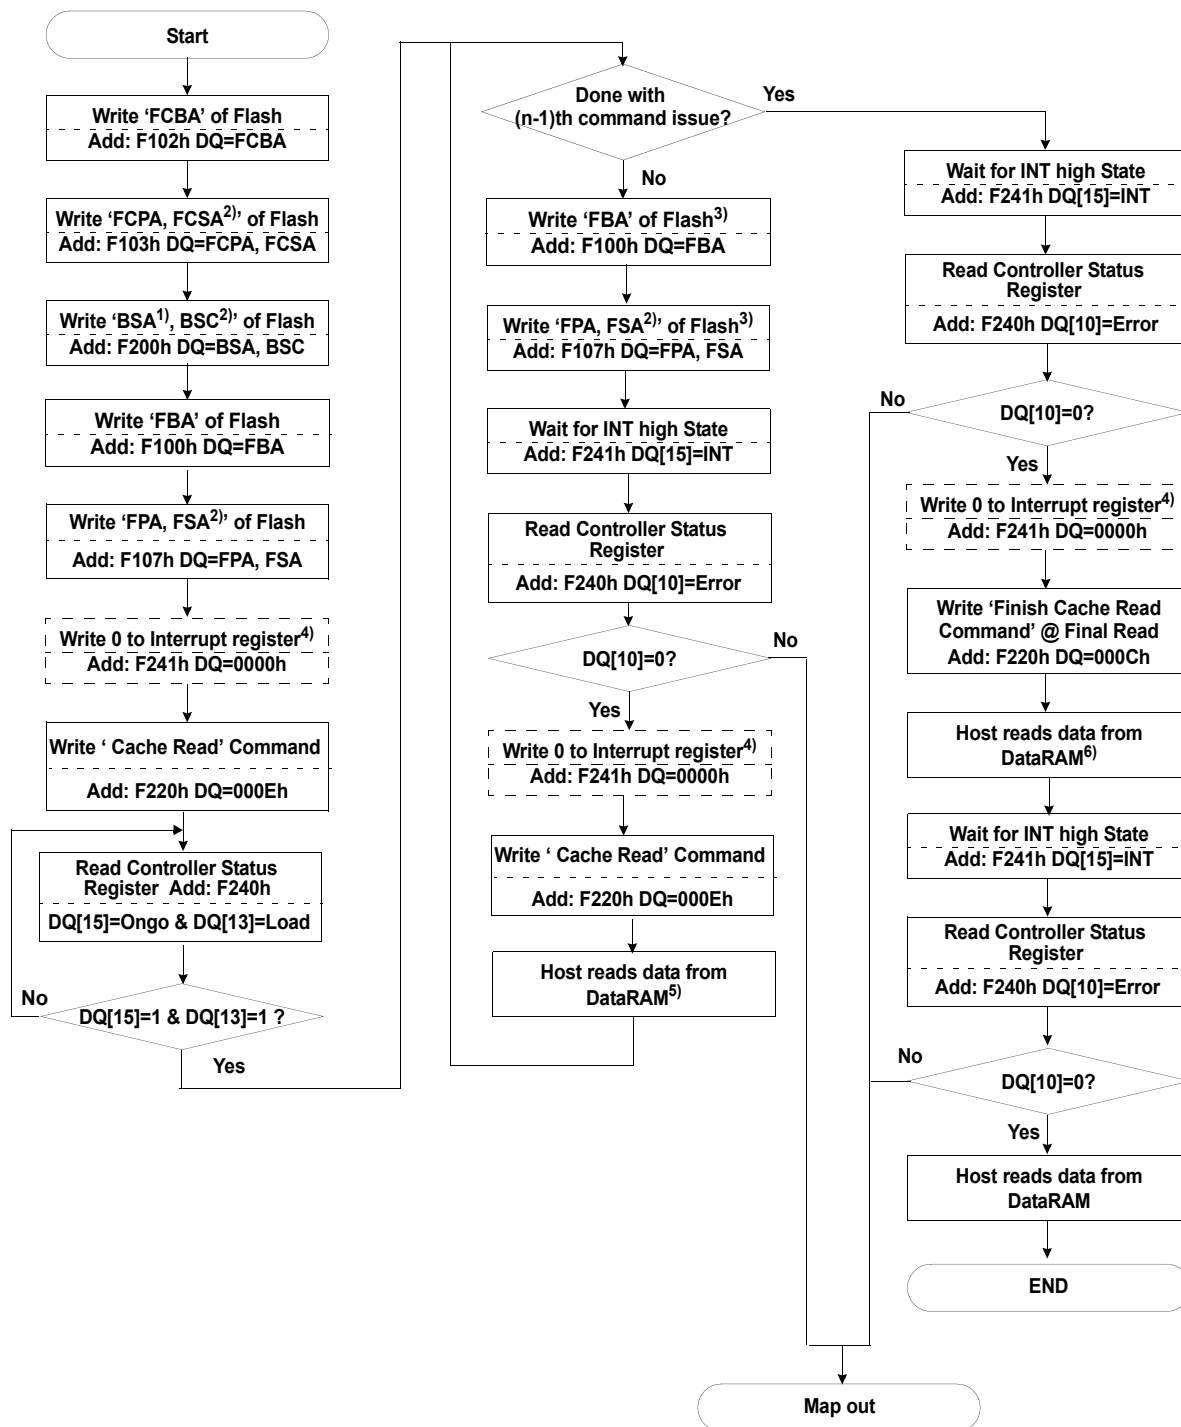 Start
Write ‘FCBA’ of Flash
Add: F102h DQ=FCBA
Write ‘FCPA, FCSA2)’ of Flash
Add: F103h DQ=FCPA, FCSA
Write ‘BSA1), BSC2)’ of Flash
Add: F200h DQ=BSA, BSC
Write ‘FBA’ of Flash
Add: F100h DQ=FBA
Write ‘FPA, FSA2)’ of Flash
Add: F107h DQ=FPA, FSA
Write 0 to Interrupt register4)
Add: F241h DQ=0000h
Write ‘ Cache Read’ Command
Add: F220h DQ=000Eh
Read Controller Status
Register Add: F240h
DQ[15]=Ongo & DQ[13]=Load
No
DQ[15]=1 & DQ[13]=1 ?
Yes
Done with
(n-1)th command issue?
Yes
No
Write ‘FBA’ of Flash3)
Add: F100h DQ=FBA
Write ‘FPA, FSA2)’ of Flash3)
Add: F107h DQ=FPA, FSA
Wait for INT high State
Add: F241h DQ[15]=INT
Read Controller Status
Register
Add: F240h DQ[10]=Error
No
DQ[10]=0?
Yes
Write 0 to Interrupt register4)
Add: F241h DQ=0000h
Write ‘ Cache Read’ Command
Add: F220h DQ=000Eh
Host reads data from
DataRAM5)
Wait for INT high State
Add: F241h DQ[15]=INT
Read Controller Status
Register
Add: F240h DQ[10]=Error
No
DQ[10]=0?
Yes
Write 0 to Interrupt register4)
Add: F241h DQ=0000h
Write ‘Finish Cache Read
Command’ @ Final Read
Add: F220h DQ=000Ch
Host reads data from
DataRAM6)
Wait for INT high State
Add: F241h DQ[15]=INT
Read Controller Status
Register
Add: F240h DQ[10]=Error
No
DQ[10]=0?
Yes
Host reads data from
DataRAM
END
Map out